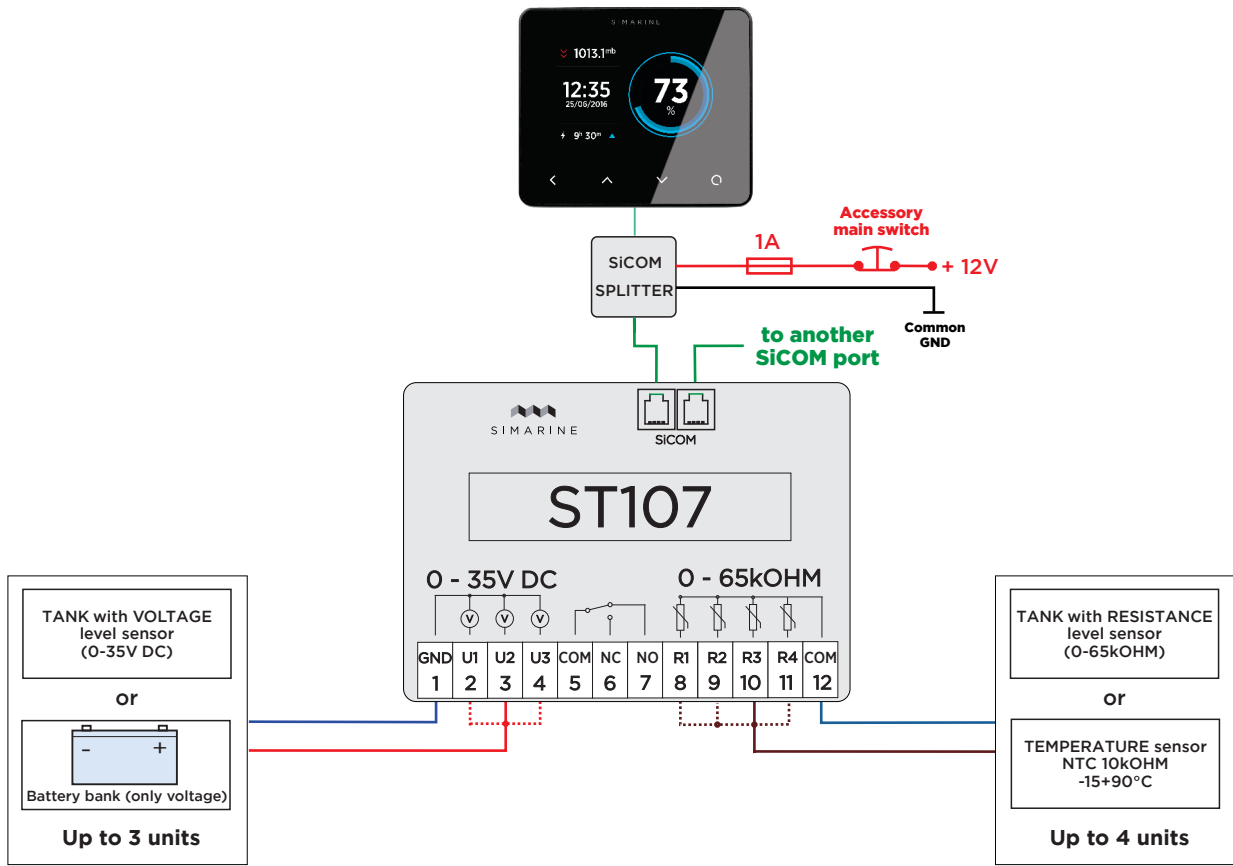 SIMARINE
1013.1mb
12:35
25/06/2016
9h 30m
73
%
Accessory
main switch
1A
+ 12V
SiCOM
SPLITTER
Common
GND
to another
SiCOM port
SIMARINE
SiCOM
ST107
0 - 35V DC
0 - 65kOHM
V V V
GND U1 U2 U3 COM NC NO R1 R2 R3 R4 COM
1 2 3 4 5 6 7 8 9 10 11 12
TANK with VOLTAGE
level sensor
(0-35V DC)
or
- +
Battery bank (only voltage)
Up to 3 units
TANK with RESISTANCE
level sensor
(0-65kOHM)
or
TEMPERATURE sensor
NTC 10kOHM
-15+90°C
Up to 4 units